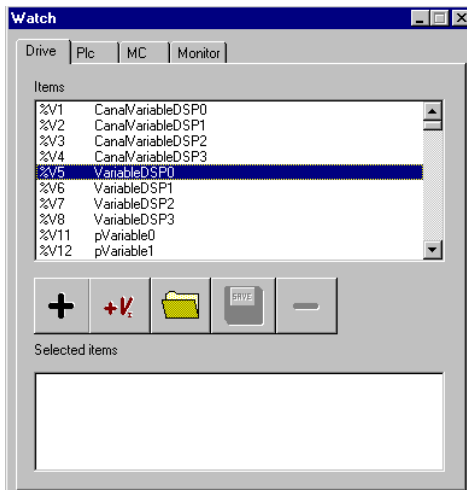 Watch
Drive Plc MC Monitor
Items
%V1 CanalVariableDSP0
%V2 CanalVariableDSP1
%V3 CanalVariableDSP2
%V4 CanalVariableDSP3
%V5 VariableDSP0
%V6 VariableDSP1
%V7 VariableDSP2
%V8 VariableDSP3
%V11 pVariable0
%V12 pVariable1
+V SAVE
Selected items